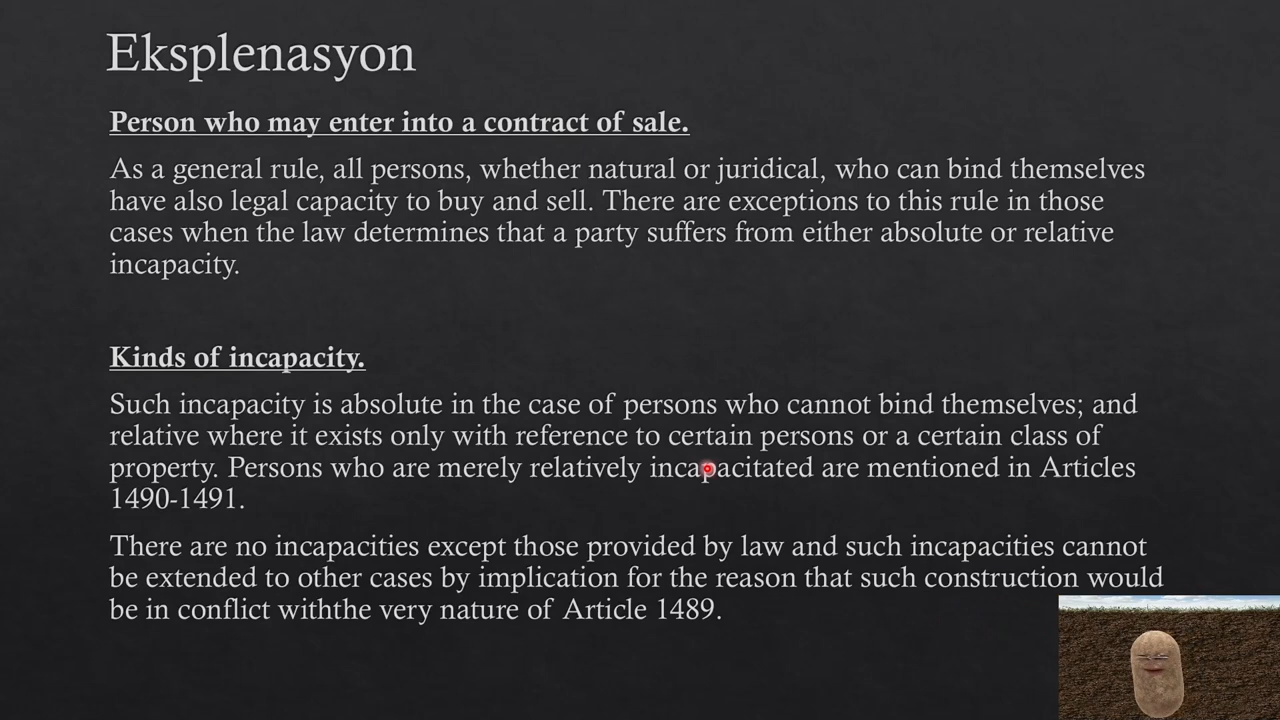 Eksplenasyon
Person who may enter into a contract of sale.
As a general rule, all persons, whether natural or juridical, who can bind themselves
have also legal capacity to buy and sell. There are exceptions to this rule in those
cases when the law determines that a party suffers from either absolute or relative
incapacity.
Kinds of incapacity.
Such incapacity is absolute in the case of persons who cannot bind themselves; and
relative where it exists only with reference to certain persons or a certain class of
property. Persons who are merely relatively incapacitated are mentioned in Articles
1490-1491.
There are no incapacities except those provided by law and such incapacities cannot
be extended to other cases by implication for the reason that such construction would
be in conflict withthe very nature of Article 1489.